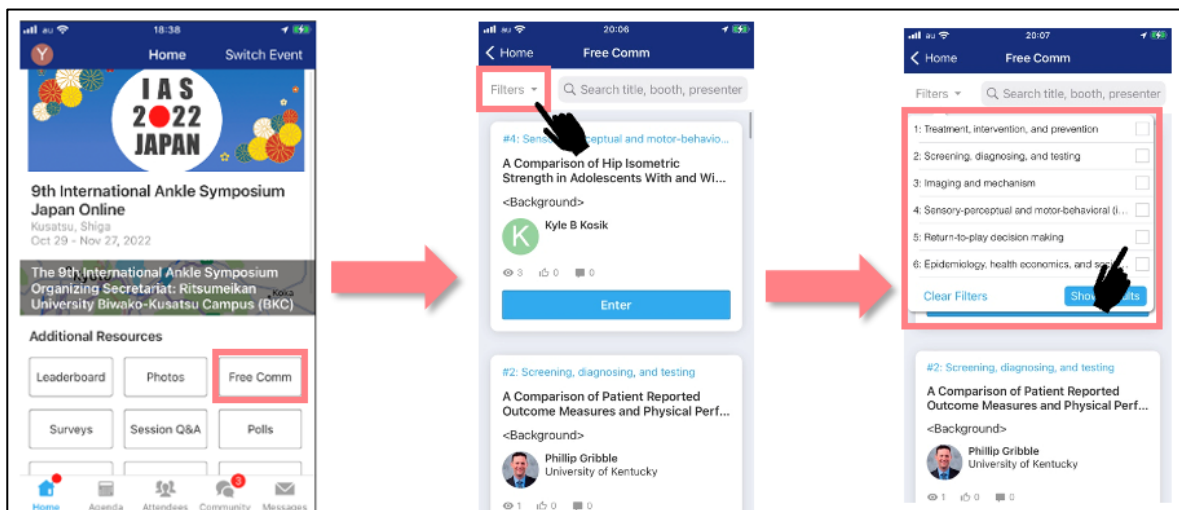 au 18:38
Y Home Switch Event
I A S
2022
JAPAN
9th International Ankle Symposium
Japan Online
Kusatsu, Shiga
Oct 29 - Nov 27, 2022
The 9th International Ankle Symposium
Organizing Secretariat: Ritsumeikan
University Biwako-Kusatsu Campus (BKC)
Additional Resources
Leaderboard Photos Free Comm
Surveys Session Q&A Polls
3
Home Agenda Attendees Community Messages
au 20:06
Home Free Comm
Filters Search title, booth, presenter
#4: Sens ceptual and motor-behavio...
A Comparison of Hip Isometric
Strength in Adolescents With and Wi...
<Background>
K Kyle B Kosik
3 0 0
Enter
#2: Screening, diagnosing, and testing
A Comparison of Patient Reported
Outcome Measures and Physical Perf...
<Background>
Phillip Gribble
University of Kentucky
1 0 0
au 20:07
Home Free Comm
Filters Search title, booth, presenter
1: Treatment, intervention, and prevention
2: Screening, diagnosing, and testing
3: Imaging and mechanism
4: Sensory-perceptual and motor-behavioral (i...
5: Return-to-play decision making
6: Epidemiology, health economics, and
Clear Filters Show
#2: Screening, diagnosing, and testing
A Comparison of Patient Reported
Outcome Measures and Physical Perf...
<Background>
Phillip Gribble
University of Kentucky
1 0 0